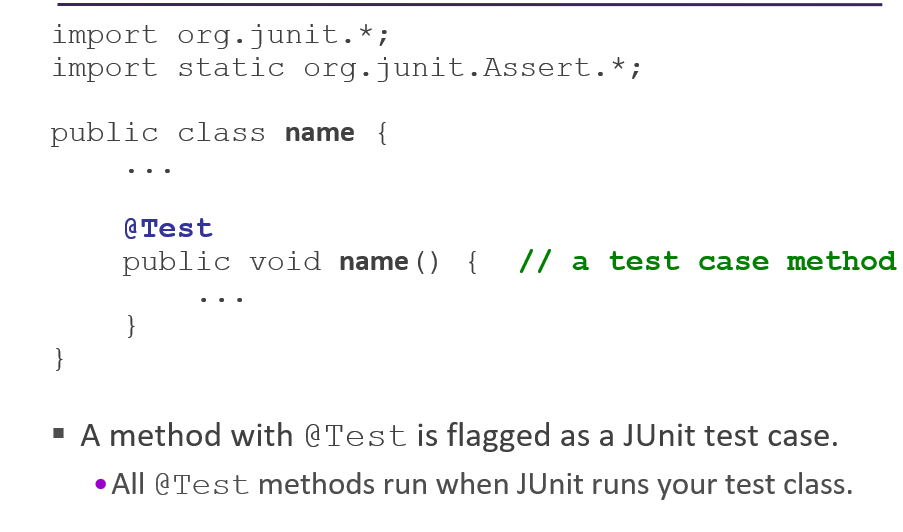 import org.junit.*;
import static org.junit.Assert.*;
public class name {
...
@Test
public void name() { // a test case method
...
}
}
▪ A method with @Test is flagged as a JUnit test case.
•All @Test methods run when JUnit runs your test class.